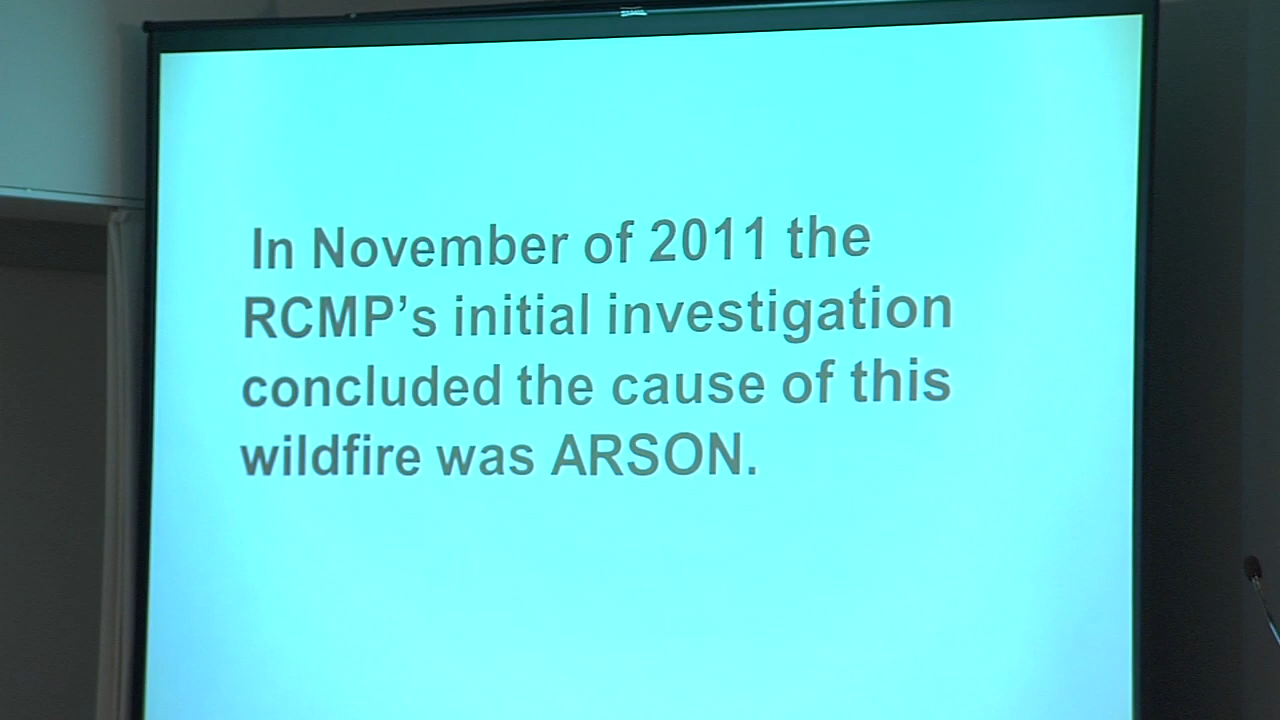 In November of 2011 the
RCMP's initial investigation
concluded the cause of this
wildfire was ARSON.